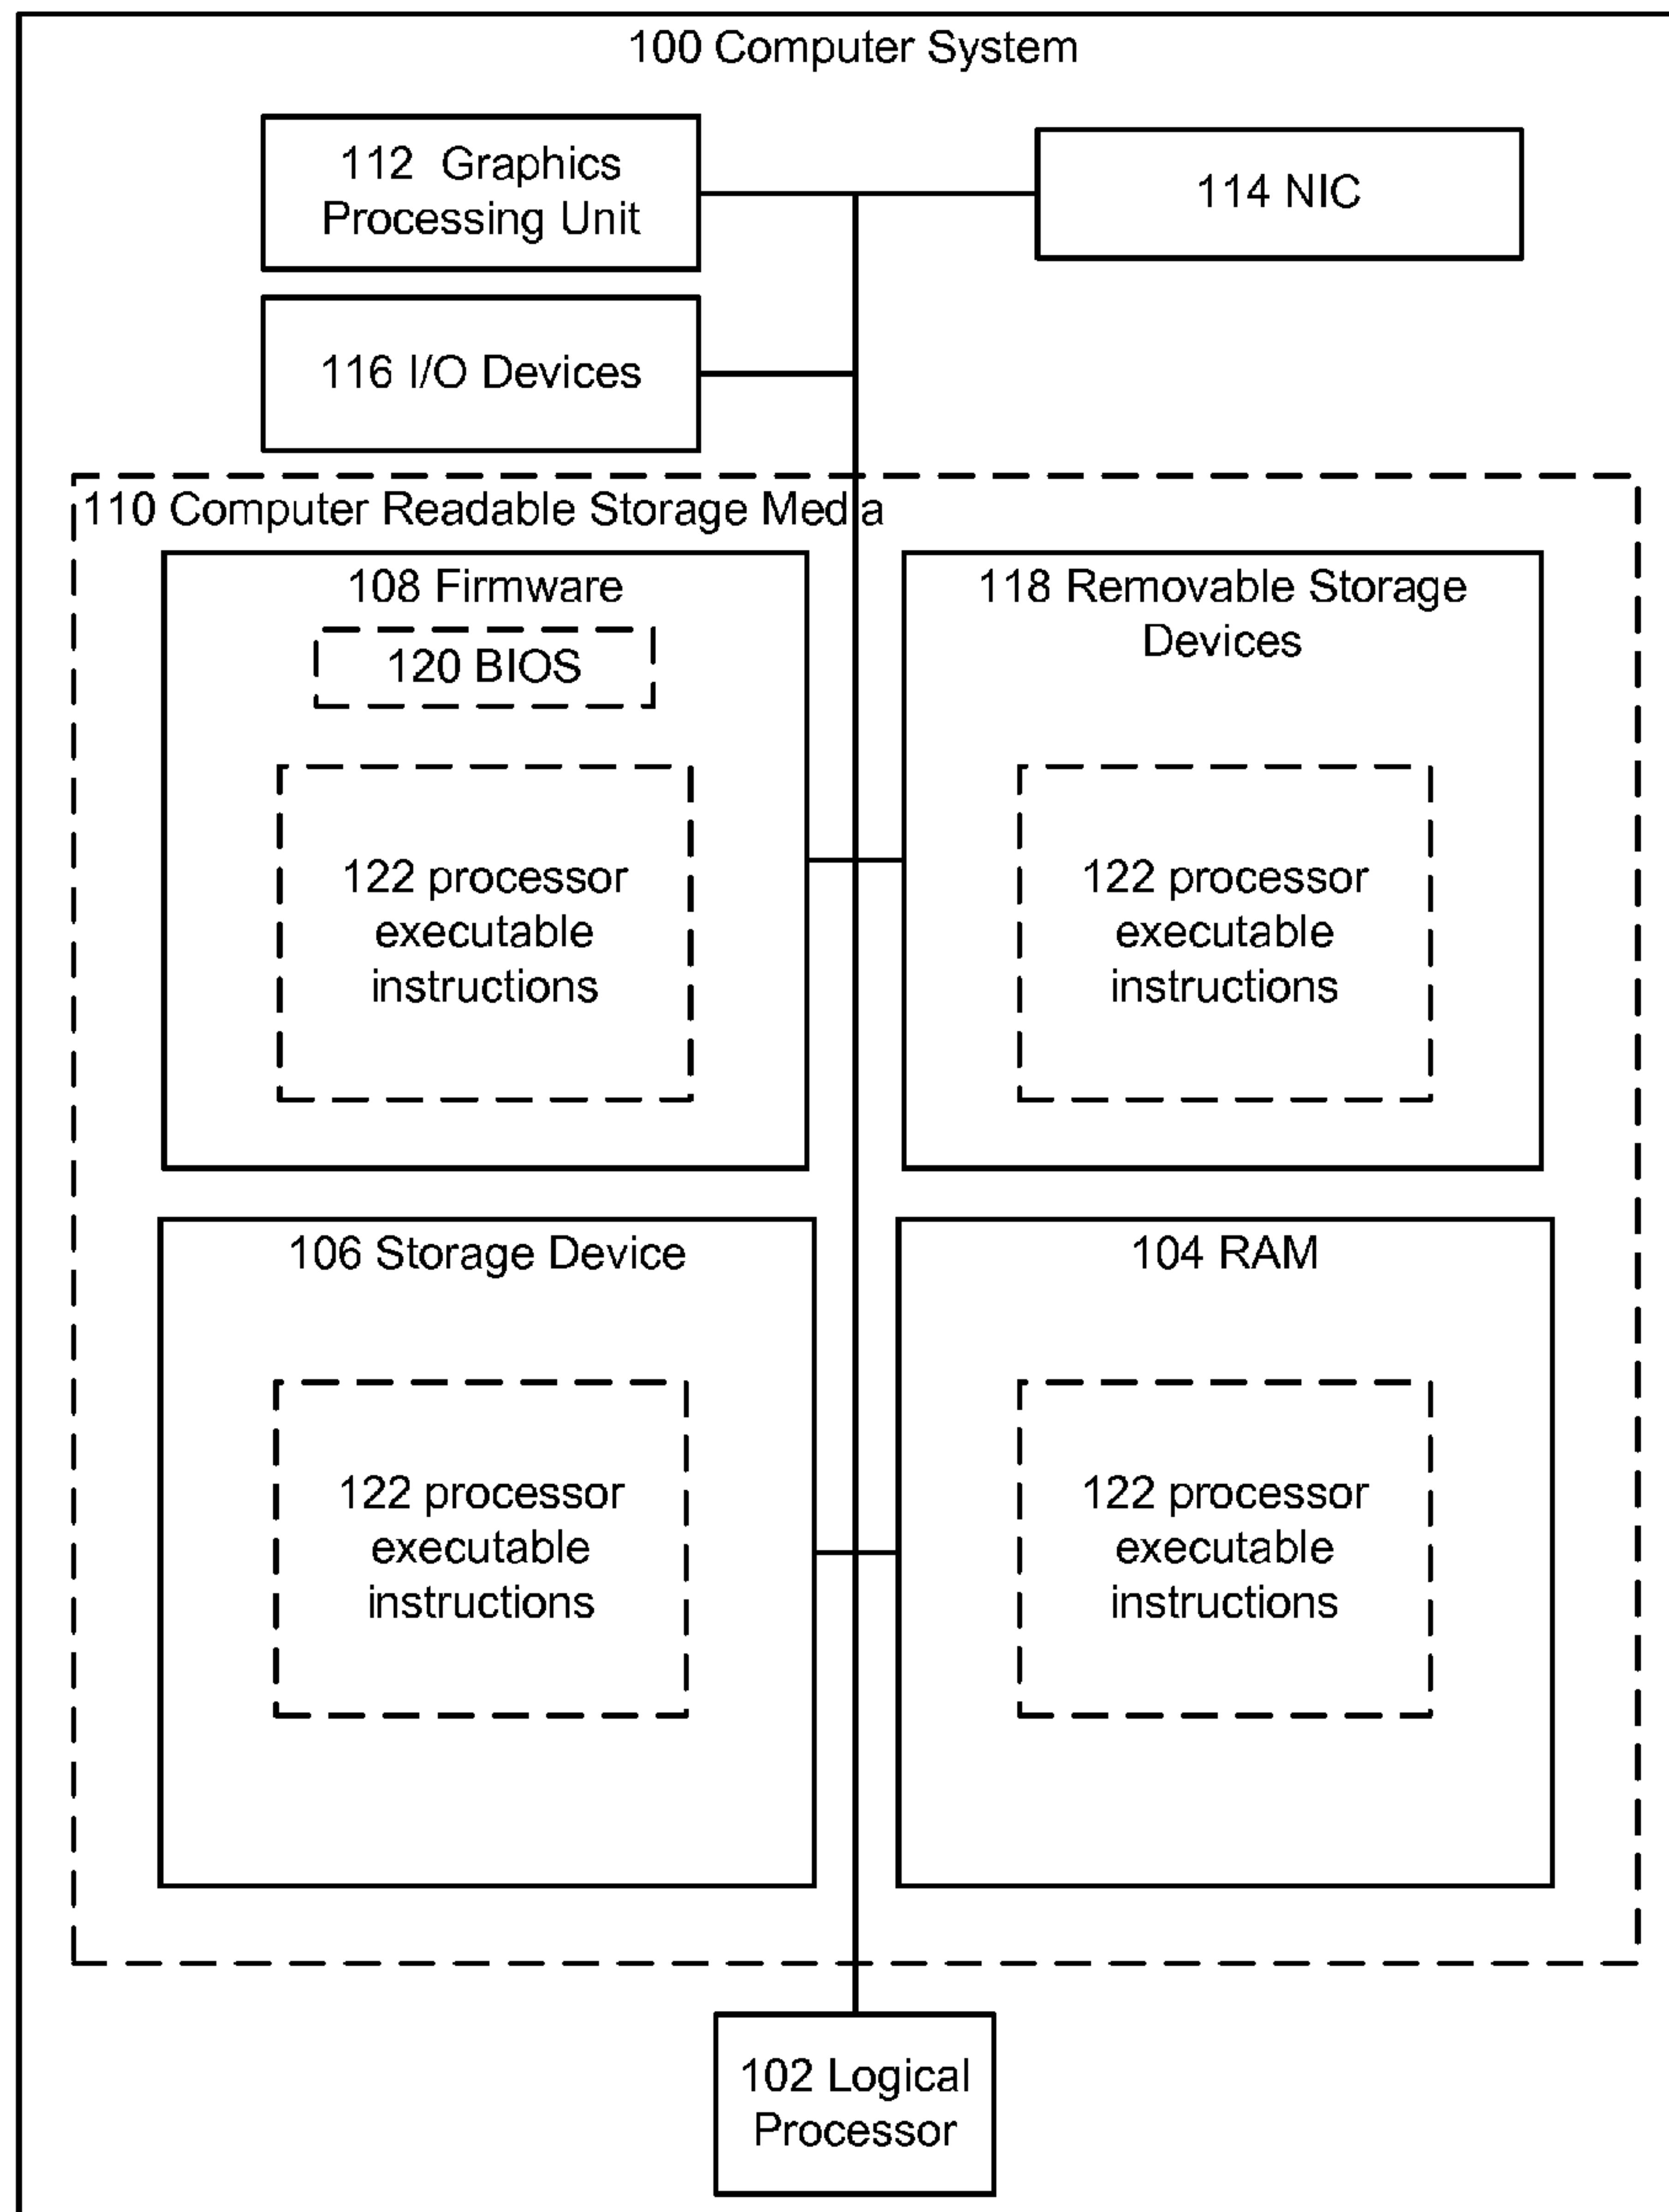 100 Computer System
112 Graphics
Processing Unit
114 NIC
116 I/O Devices
110 Computer Readable Storage Media
108 Firmware
120 BIOS
122 processor
executable
instructions
118 Removable Storage
Devices
122 processor
executable
instructions
106 Storage Device
122 processor
executable
instructions
104 RAM
122 processor
executable
instructions
102 Logical
Processor